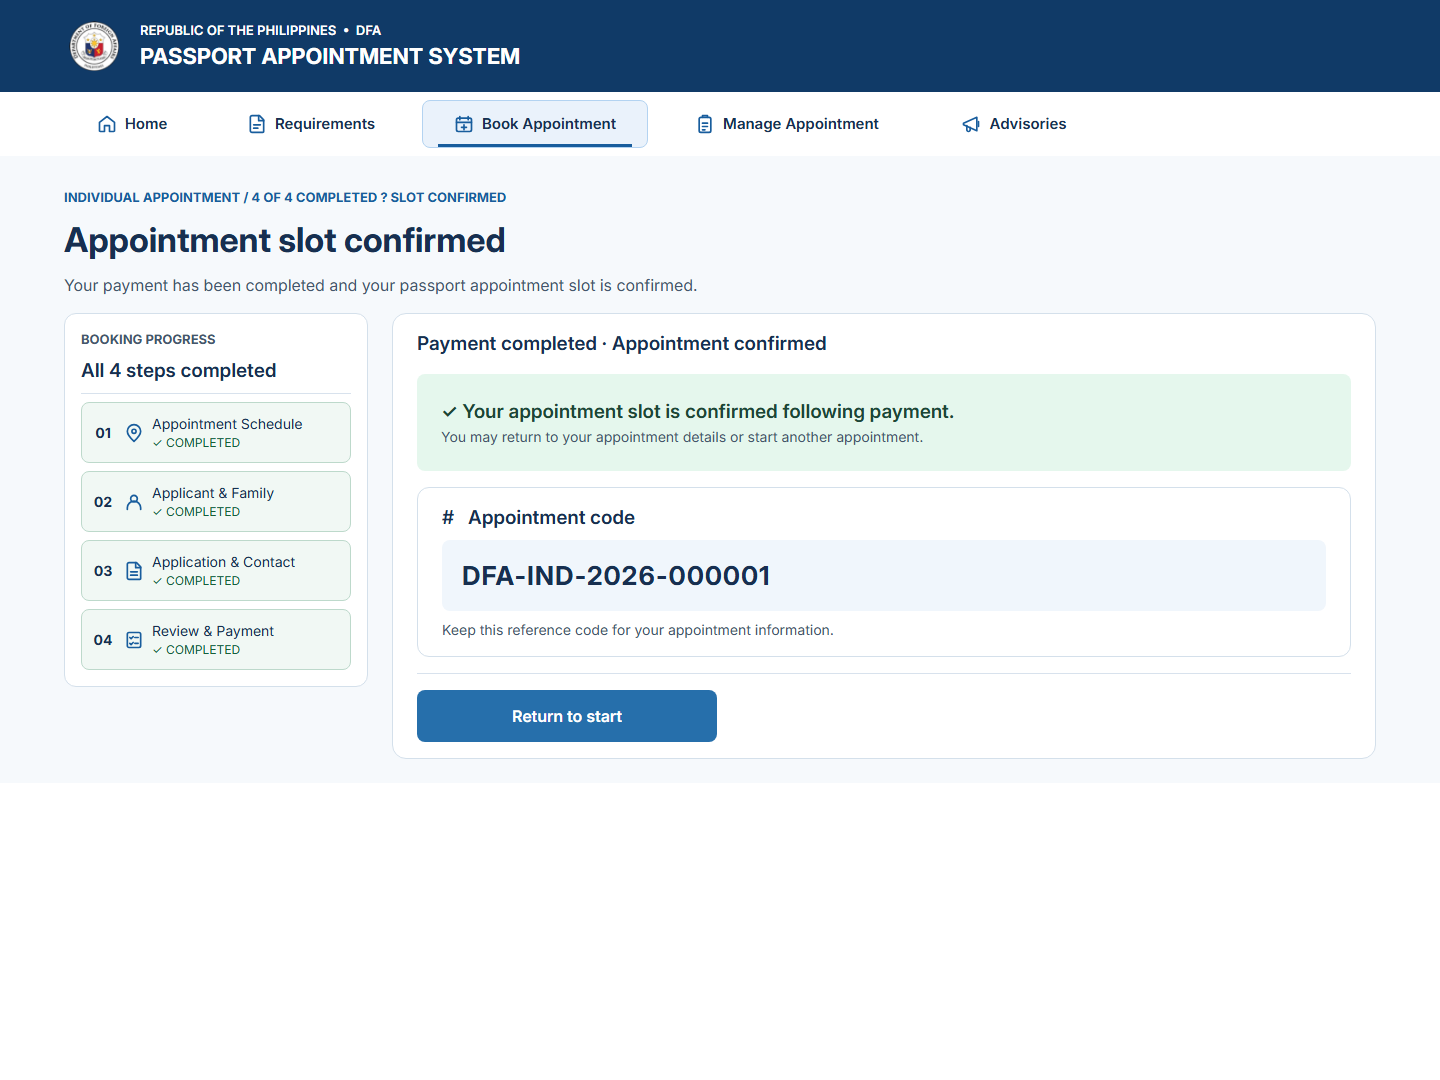 REPUBLIC OF THE PHILIPPINES • DFA
PASSPORT APPOINTMENT SYSTEM
Home
Requirements
Book Appointment
Manage Appointment
Advisories
INDIVIDUAL APPOINTMENT / 4 OF 4 COMPLETED ? SLOT CONFIRMED
Appointment slot confirmed
Your payment has been completed and your passport appointment slot is confirmed.
BOOKING PROGRESS
All 4 steps completed
01 Appointment Schedule
✓ COMPLETED
02 Applicant & Family
✓ COMPLETED
03 Application & Contact
✓ COMPLETED
04 Review & Payment
✓ COMPLETED
Payment completed · Appointment confirmed
✓ Your appointment slot is confirmed following payment.
You may return to your appointment details or start another appointment.
# Appointment code
DFA-IND-2026-000001
Keep this reference code for your appointment information.
Return to start